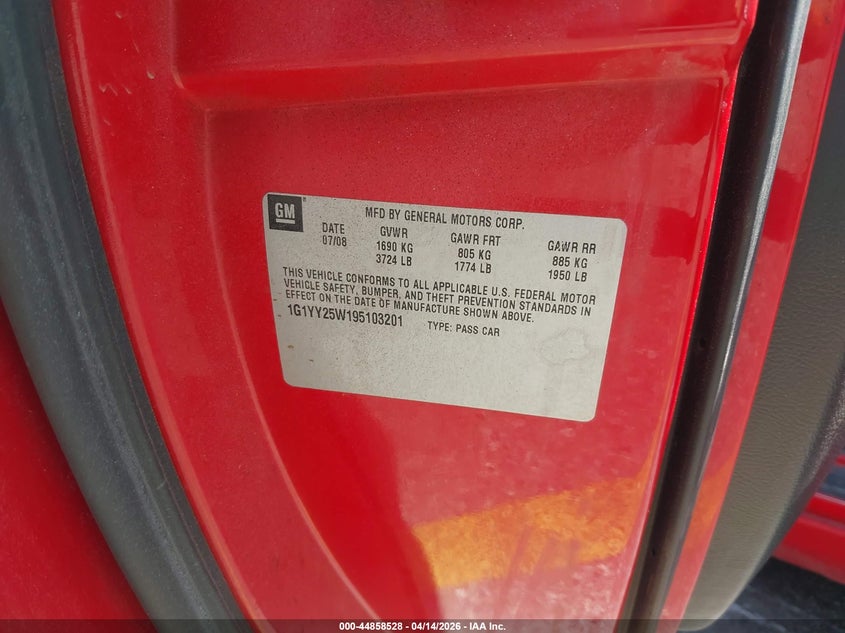 GM
MFD BY GENERAL MOTORS CORP.
DATE GVWR GAWR FRT GAWR RR
07/08 1690 KG 805 KG 885 KG
3724 LB 1774 LB 1950 LB
THIS VEHICLE CONFORMS TO ALL APPLICABLE U.S. FEDERAL MOTOR
VEHICLE SAFETY, BUMPER, AND THEFT PREVENTION STANDARDS IN
EFFECT ON THE DATE OF MANUFACTURE SHOWN ABOVE.
1G1YY25W195103201 TYPE: PASS CAR
000-44858528 - 04/14/2026 - IAA Inc.